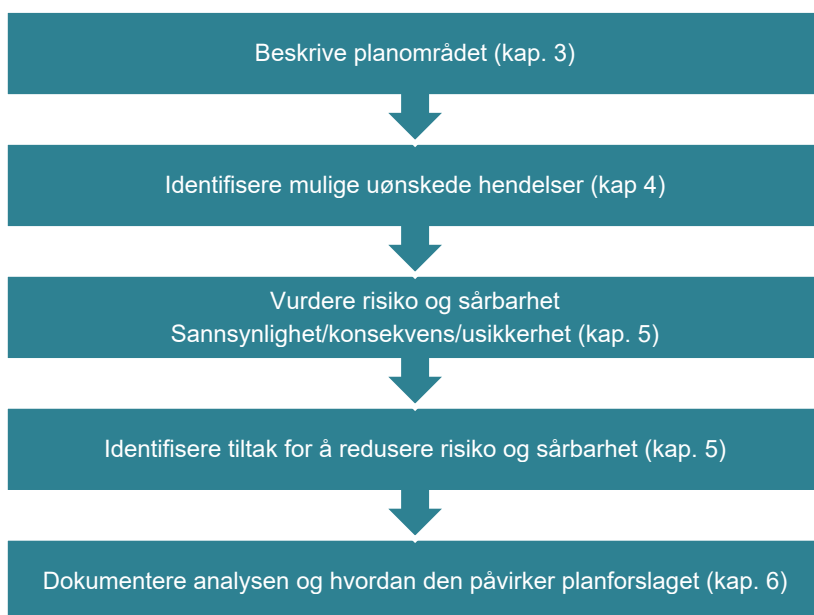 Beskrive planområdet (kap. 3)
Identifisere mulige uønskede hendelser (kap 4)
Vurdere risiko og sårbarhet
Sannsynlighet/konsekvens/usikkerhet (kap. 5)
Identifisere tiltak for å redusere risiko og sårbarhet (kap. 5)
Dokumentere analysen og hvordan den påvirker planforslaget (kap. 6)